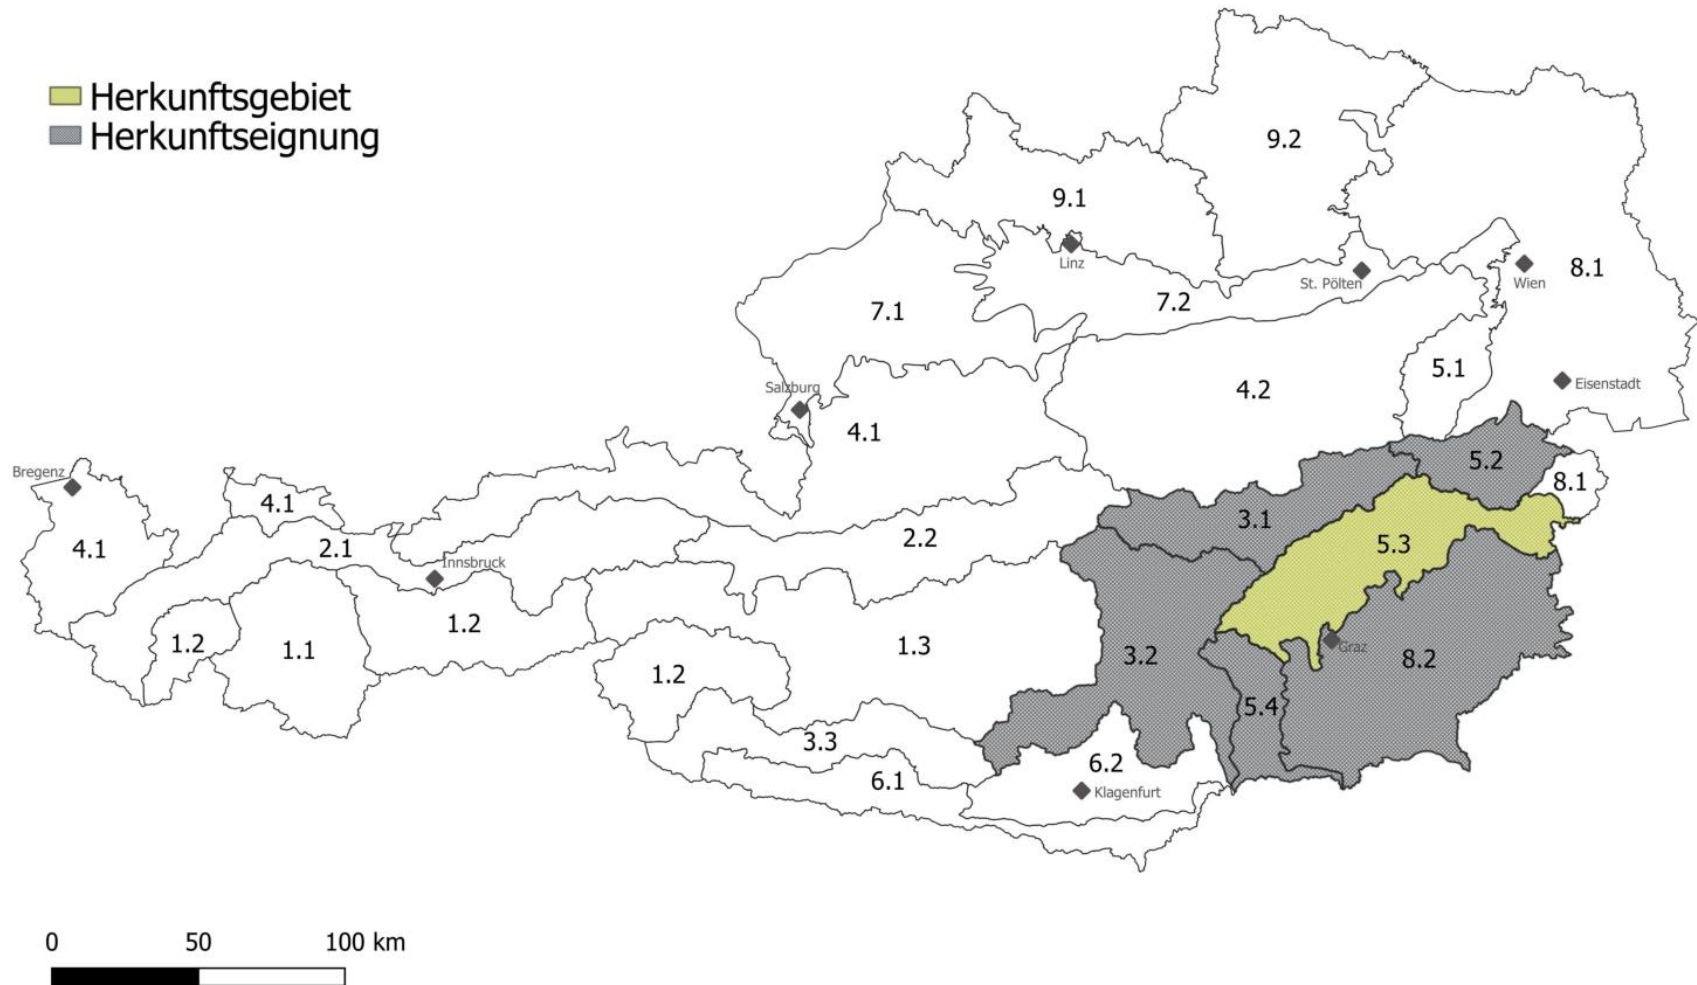 Herkunftsgebiet
Herkunftseignung
9.2
9.1
Linz
St. Pölten
Wien
8.1
7.1
7.2
5.1
Salzburg
4.2
Eisenstadt
4.1
Bregenz
5.2
8.1
4.1
3.1
4.1
2.1
2.2
5.3
Innsbruck
1.2
1.2
1.1
1.3
Graz
3.2
8.2
1.2
5.4
3.3
6.2
6.1
Klagenfurt
0 50 100 km